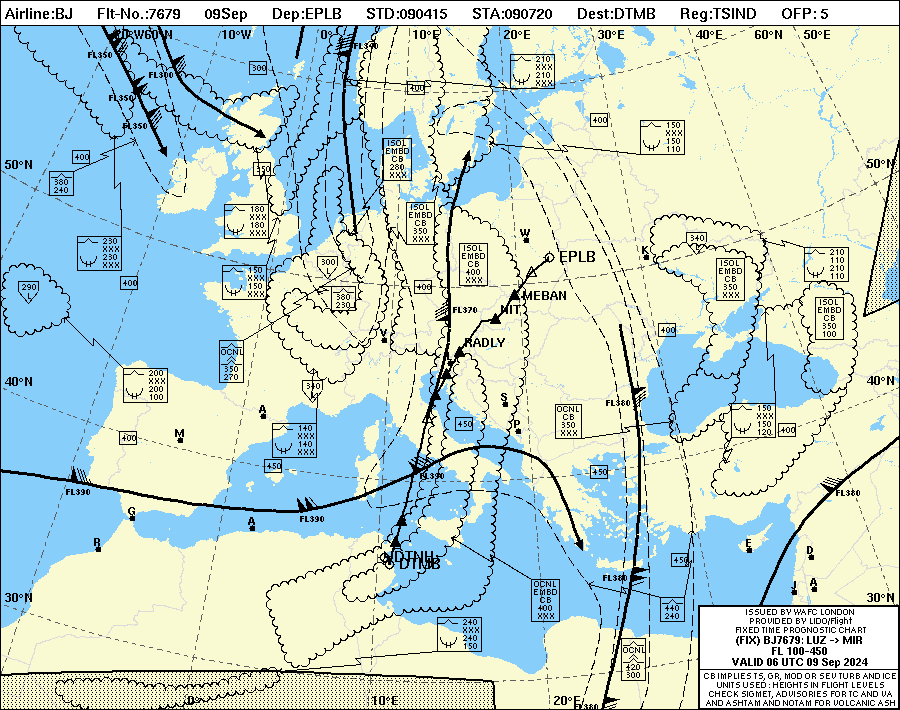 Airline:BJ Flt-No.:7679 09Sep Dep:EPLB STD:090415 STA:090720 Dest:DTMB Reg:TSIND OFP: 5
20°W60°N 10°W 0° 10°E 20°E 30°E 40°E 60°N 50°E
FL350
FL300
FL340
FL350
FL350
300
400
210
XXX
210
XXX
210
400
150
XXX
150
110
50°N
50°N
400
380
240
350
ISOL
EMBD
CB
280
XXX
180
XXX
180
XXX
ISOL
EMBD
CB
350
XXX
230
XXX
230
XXX
W
EPLB
K
340
L
ISOL
EMBD
CB
400
XXX
ISOL
EMBD
CB
350
XXX
210
110
210
110
300
L
150
XXX
150
XXX
290
L
400
400
380
230
MEBAN
NIT
FL370
ISOL
EMBD
CB
350
100
V
RADLY
400
OCNL
350
270
40°N
40°N
200
XXX
200
100
340
L
S
FL380
A
M
400
140
XXX
140
XXX
450
P
OCNL
CB
350
XXX
150
XXX
150
120
400
450
450
FL390
FL390
FL390
FL380
G
A
R
E
D
NDTNH
DTMB
450
FL380
J
A
30°N
30°N
OCNL
EMBD
CB
400
XXX
440
240
240
XXX
240
150
OCNL
420
300
0°
10°E
20°E
FL380
ISSUED BY WAFC LONDON
PROVIDED BY LIDO/Flight
FIXED TIME PROGNOSTIC CHART
(FIX) BJ7679: LUZ -> MIR
FL 100-450
VALID 06 UTC 09 Sep 2024
CB IMPLIES TS, GR, MOD OR SEV TURB AND ICE
UNITS USED: HEIGHTS IN FLIGHT LEVELS
CHECK SIGMET, ADVISORIES FOR TC AND VA
AND ASHTAM AND NOTAM FOR VOLCANIC ASH